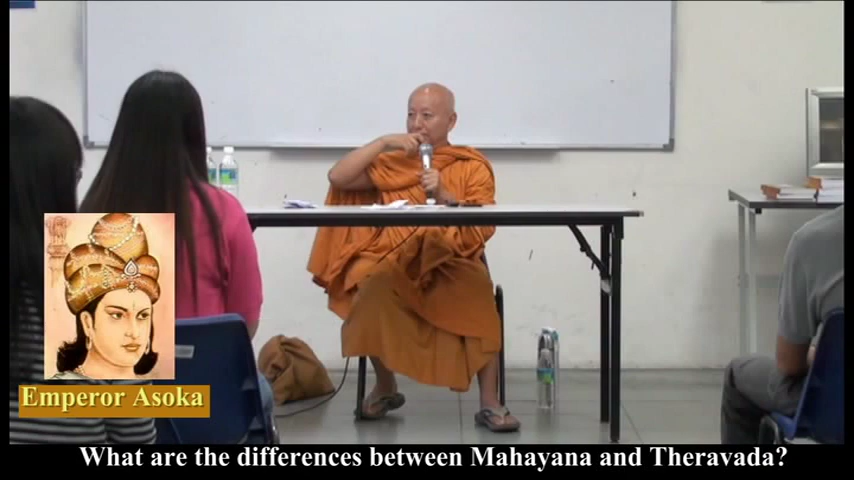 Emperor Asoka
What are the differences between Mahayana and Theravada?